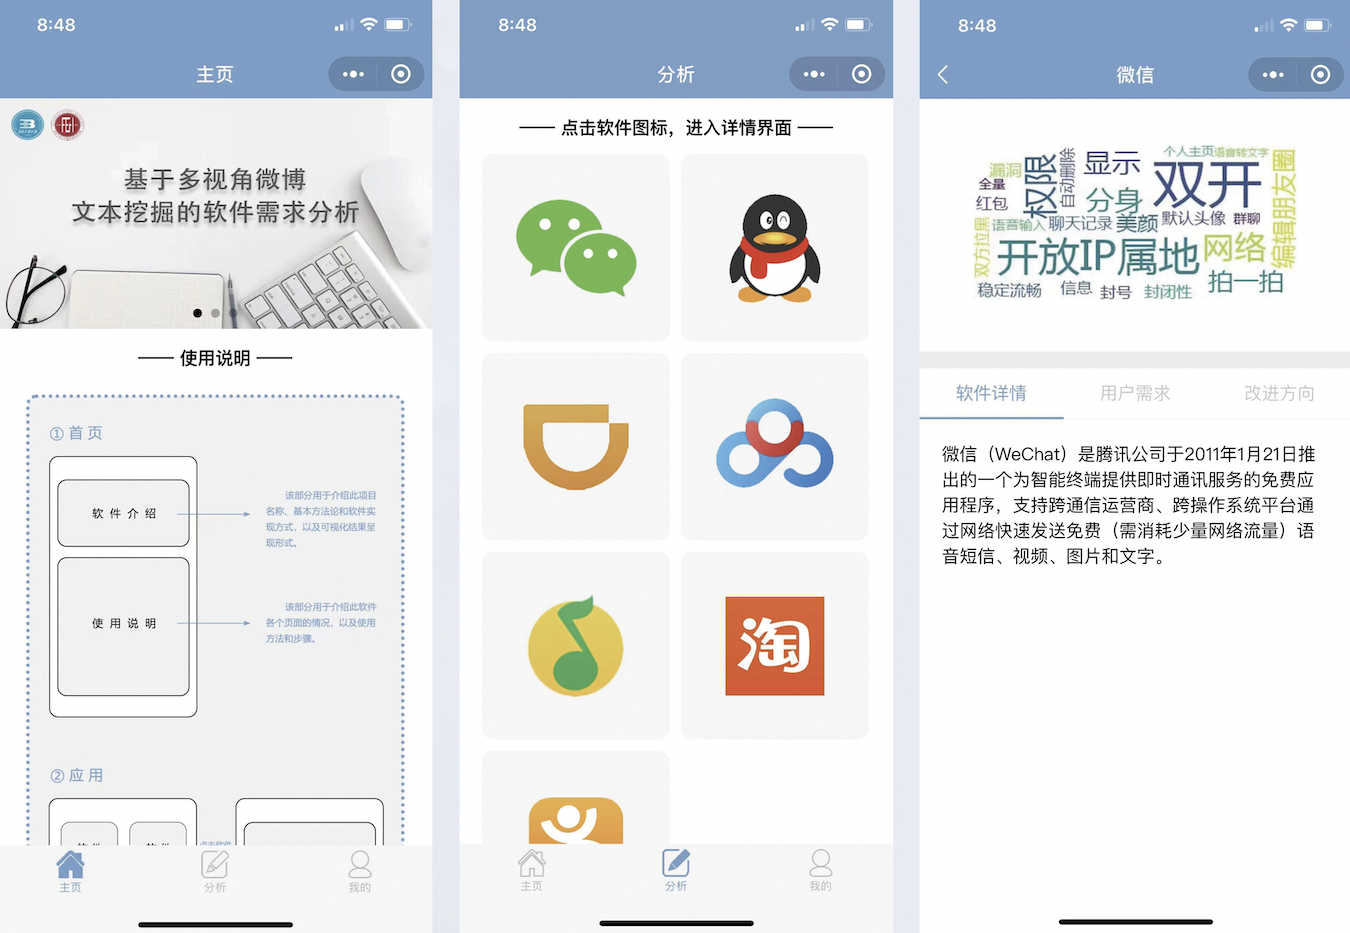 8:48
主页
基于多视角微博
文本挖掘的软件需求分析
使用说明
① 首页
软件介绍
该部分用于介绍此项目
名称、基本方法论和软件实
现方式，以及可视化结果呈
现形式。
使用说明
该部分用于介绍此软件
各个页面的情况，以及使用
方法和步骤。
② 应用
主页
分析
我的
8:48
分析
点击软件图标，进入详情界面
淘
主页
分析
我的
8:48
微信
个人主页
语音转文字
漏洞
权限
自动删除
显示
双开
编辑朋友圈
全量
红包
分身
语音输入
聊天记录
美颜
默认头像
群聊
双方拉黑
开放IP属地
网络
稳定流畅
信息
封号
封闭性
拍一拍
软件详情
用户需求
改进方向
微信（WeChat）是腾讯公司于2011年1月21日推
出的一个为智能终端提供即时通讯服务的免费应
用程序，支持跨通信运营商、跨操作系统平台通
过网络快速发送免费（需消耗少量网络流量）语
音短信、视频、图片和文字。